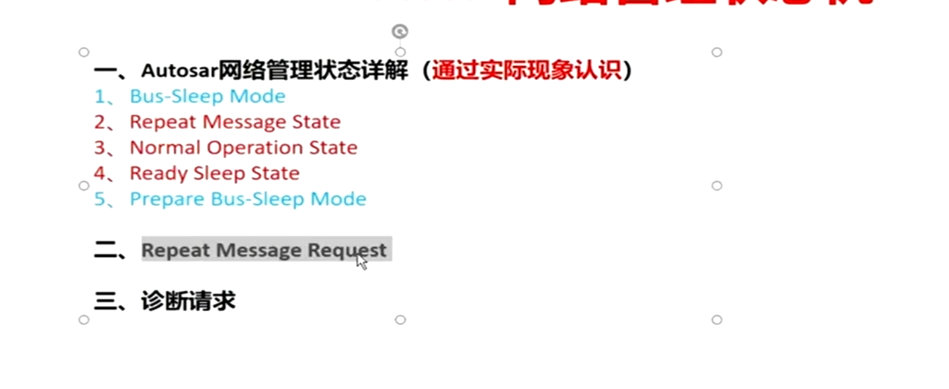 一、Autosar网络管理状态详解（通过实际现象认识）
1、 Bus-Sleep Mode
2、 Repeat Message State
3、 Normal Operation State
4、 Ready Sleep State
5、 Prepare Bus-Sleep Mode
二、Repeat Message Request
三、诊断请求